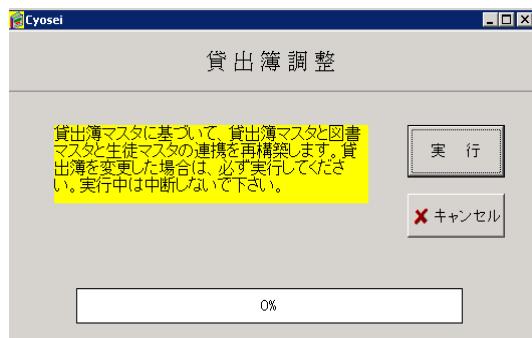 Cyosei
貸出簿調整
貸出簿マスタに基づいて、貸出簿マスタと図書
マスタと生徒マスタの連携を再構築します。貸
出簿を変更した場合は、必ず実行してくださ
い。実行中は中断しないで下さい。
実 行
キャンセル
0%